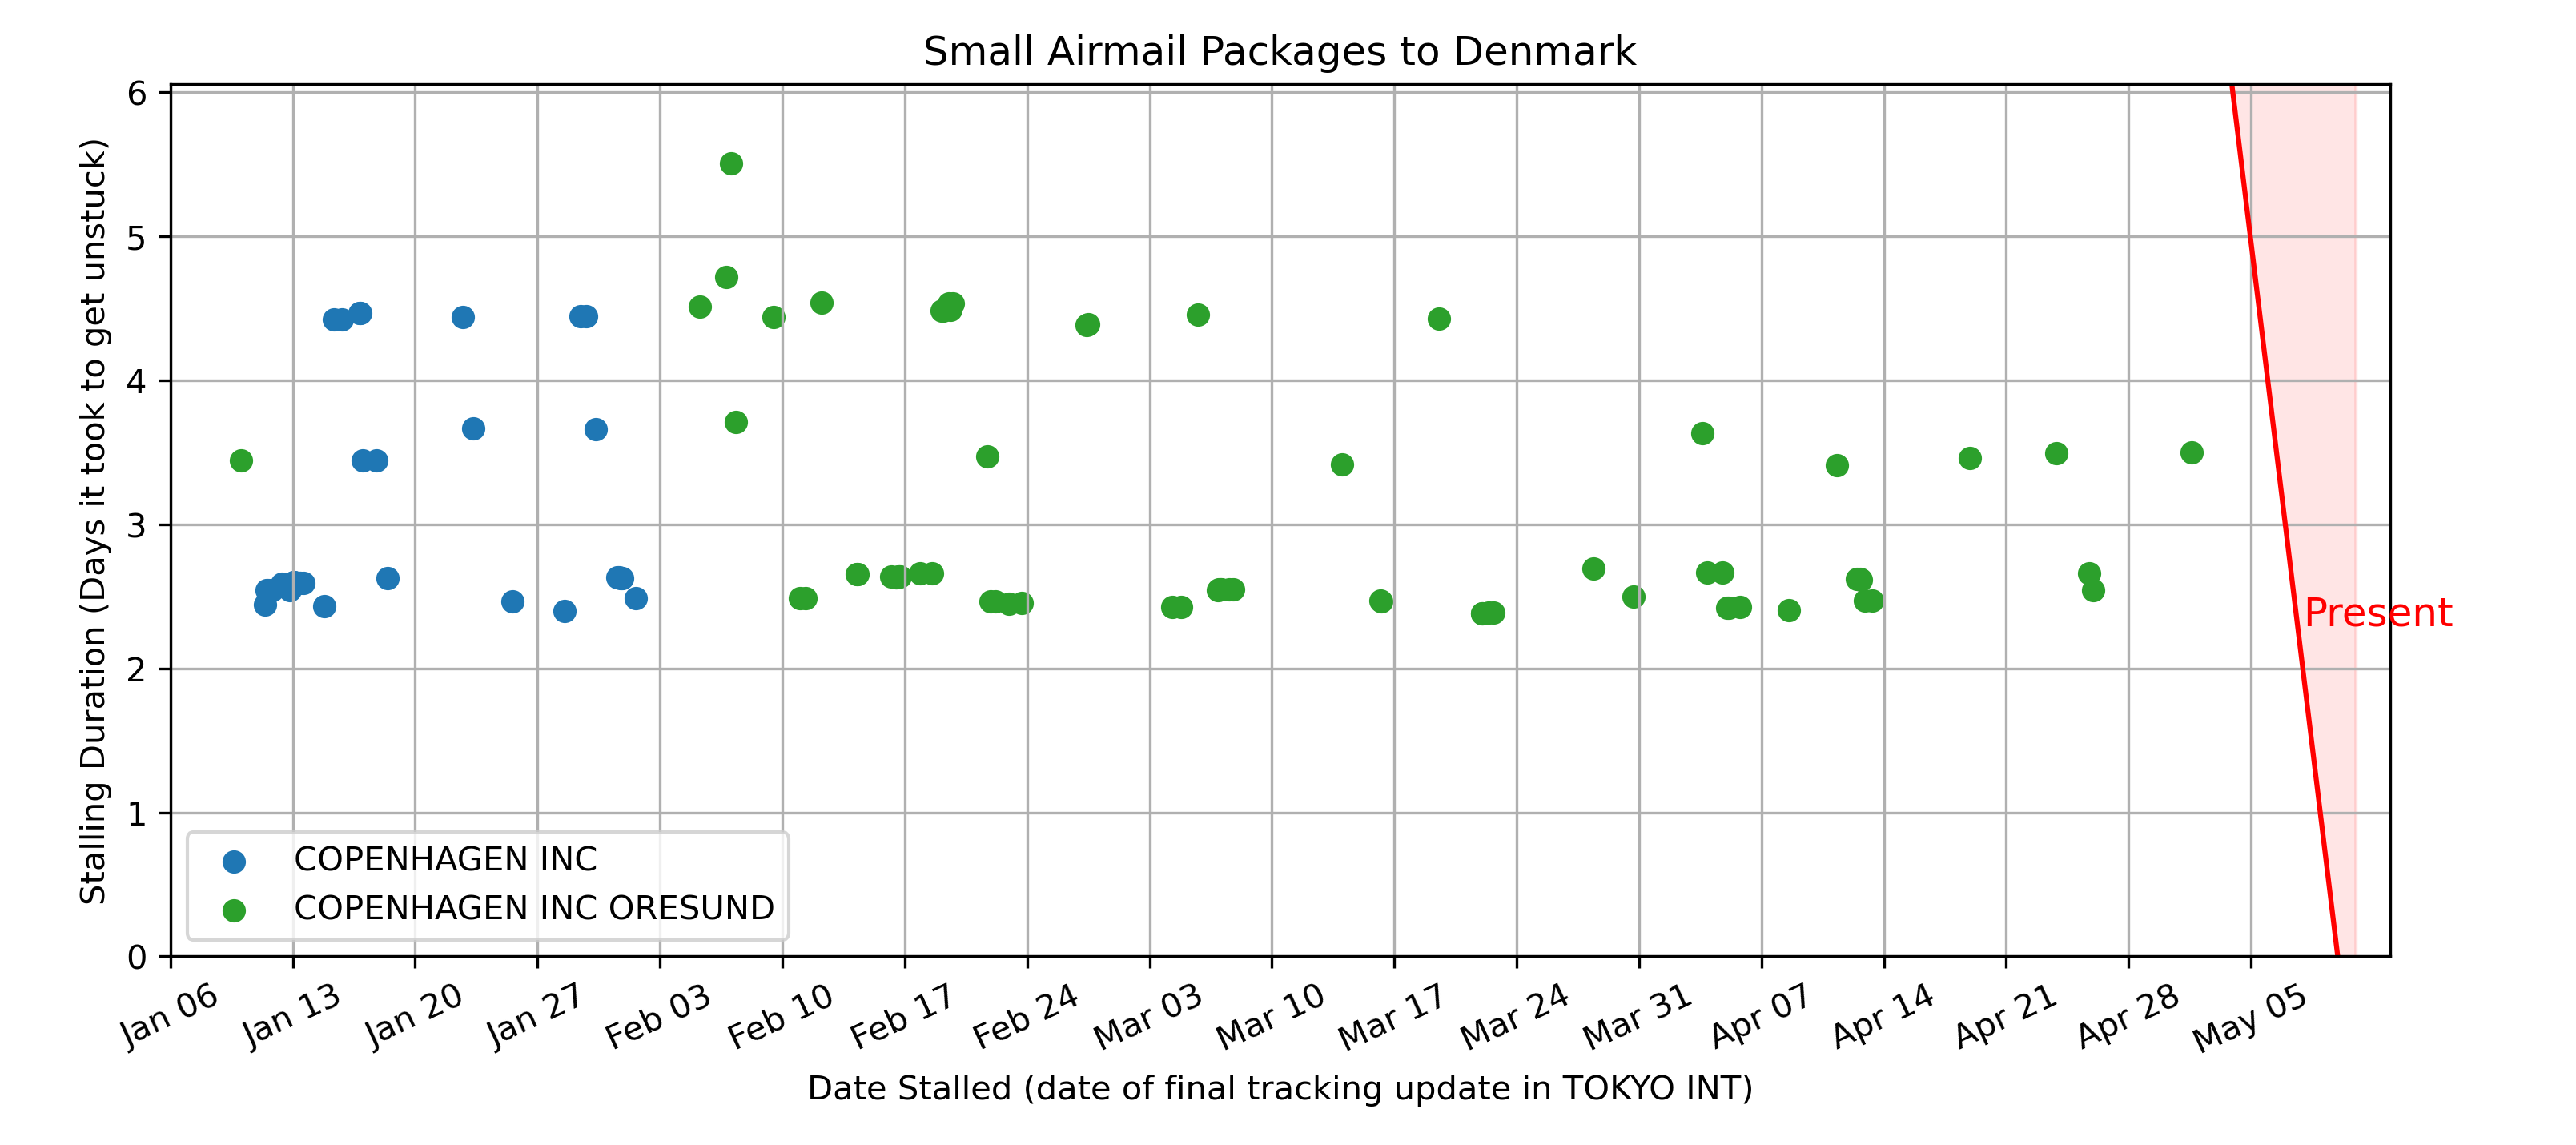 Small Airmail Packages to Denmark
Stalling Duration (Days it took to get unstuck)
6
5
4
3
2
1
0
Present
COPENHAGEN INC
COPENHAGEN INC ORESUND
Jan 06
Jan 13
Jan 20
Jan 27
Feb 03
Feb 10
Feb 17
Feb 24
Mar 03
Mar 10
Mar 17
Mar 24
Mar 31
Apr 07
Apr 14
Apr 21
Apr 28
May 05
Date Stalled (date of final tracking update in TOKYO INT)